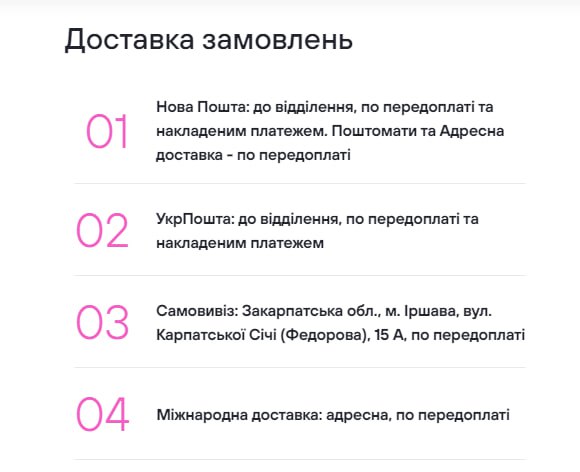 Доставка замовлень
01
Нова Пошта: до відділення, по передоплаті та
накладеним платежем. Поштомати та Адресна
доставка - по передоплаті
02
УкрПошта: до відділення, по передоплаті та
накладеним платежем
03
Самовивіз: Закарпатська обл., м. Іршава, вул.
Карпатської Січі (Федорова), 15 А, по передоплаті
04
Міжнародна доставка: адресна, по передоплаті